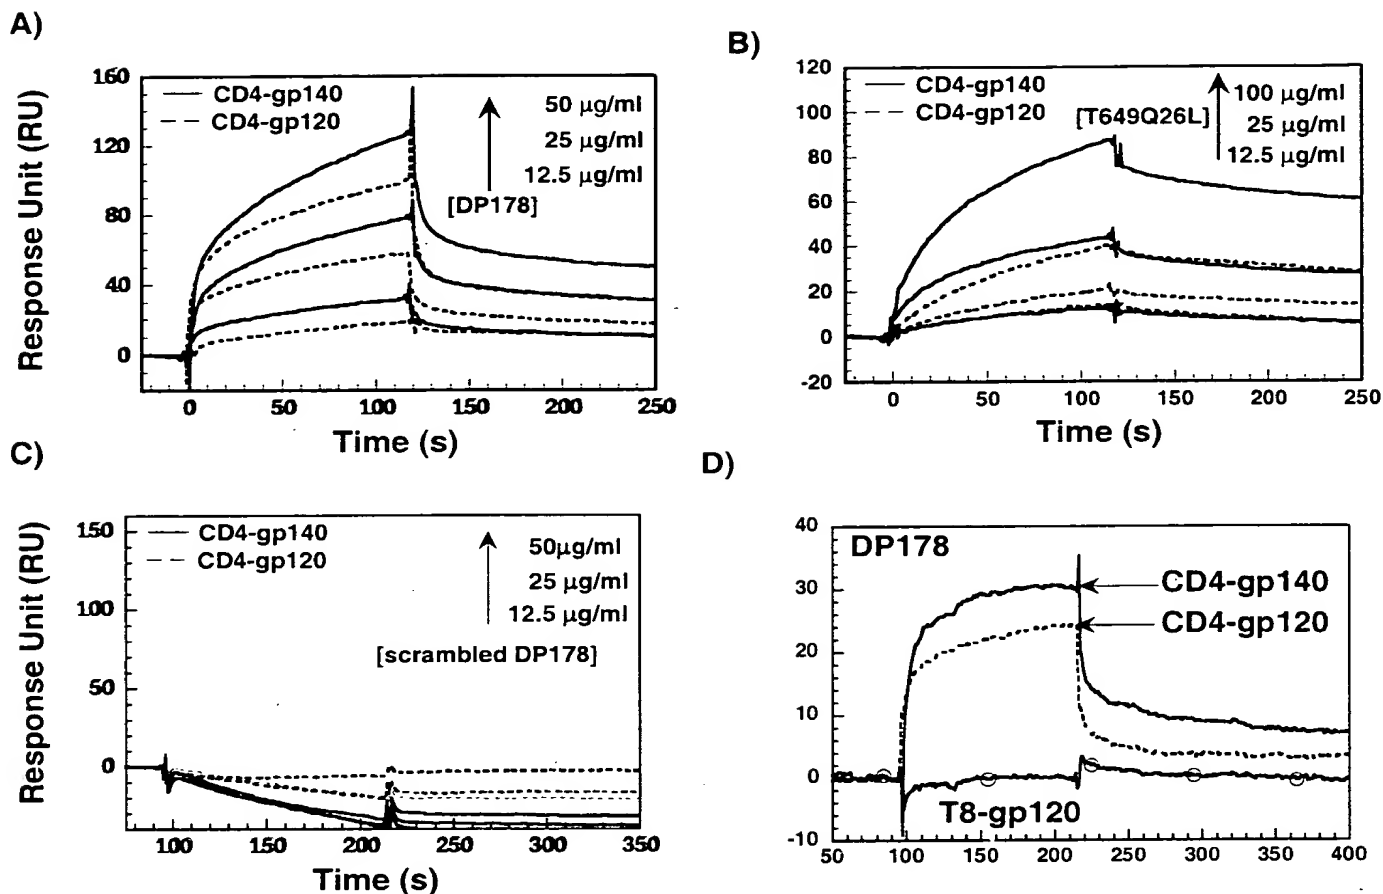 A)
Response Unit (RU)
160
120
80
40
0
CD4-gp140
CD4-gp120
50 µg/ml
25 µg/ml
12.5 µg/ml
[DP178]
0 50 100 150 200 250
Time (s)
B)
120
100
80
60
40
20
0
-20
CD4-gp140
CD4-gp120
[T649Q26L]
100 µg/ml
25 µg/ml
12.5 µg/ml
0 50 100 150 200 250
Time (s)
C)
Response Unit (RU)
150
100
50
0
CD4-gp140
CD4-gp120
50µg/ml
25 µg/ml
12.5 µg/ml
[scrambled DP178]
100 150 200 250 300 350
Time (s)
D)
40
30
20
10
0
-10
DP178
CD4-gp140
CD4-gp120
T8-gp120
50 100 150 200 250 300 350 400